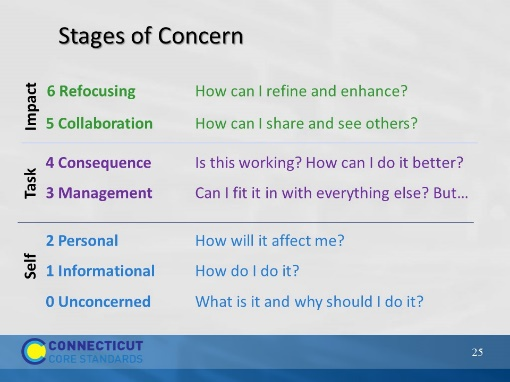 Stages of Concern
Impact
6 Refocusing How can I refine and enhance?
5 Collaboration How can I share and see others?
Task
4 Consequence Is this working? How can I do it better?
3 Management Can I fit it in with everything else? But…
Self
2 Personal How will it affect me?
1 Informational How do I do it?
0 Unconcerned What is it and why should I do it?
CONNECTICUT
CORE STANDARDS
25